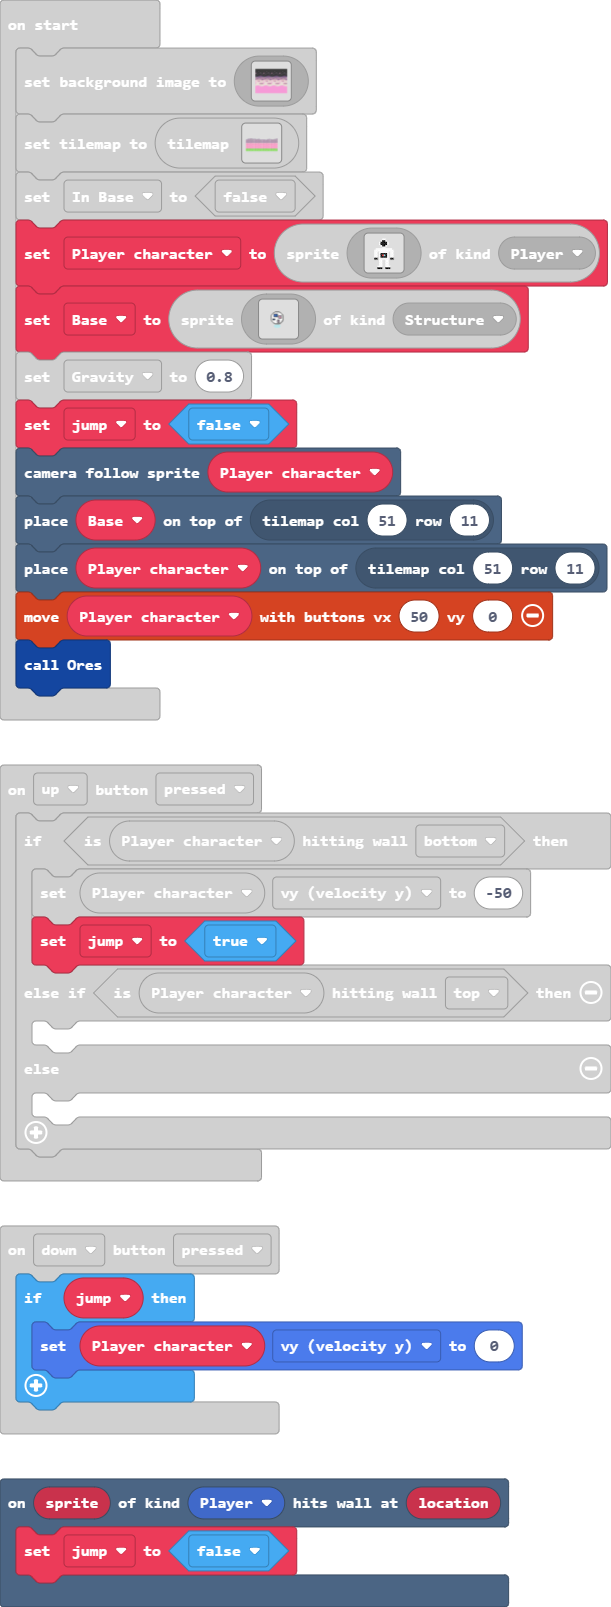 on start
set background image to
set tilemap to tilemap
set In Base to false
set Player character to sprite of kind Player
set Base to sprite of kind Structure
set Gravity to 0.8
set jump to false
camera follow sprite Player character
place Base on top of tilemap col 51 row 11
place Player character on top of tilemap col 51 row 11
move Player character with buttons vx 50 vy 0
call Ores
on up button pressed
if is Player character hitting wall bottom then
set Player character vy (velocity y) to -50
set jump to true
else if is Player character hitting wall top then
else
on down button pressed
if jump then
set Player character vy (velocity y) to 0
on sprite of kind Player hits wall at location
set jump to false